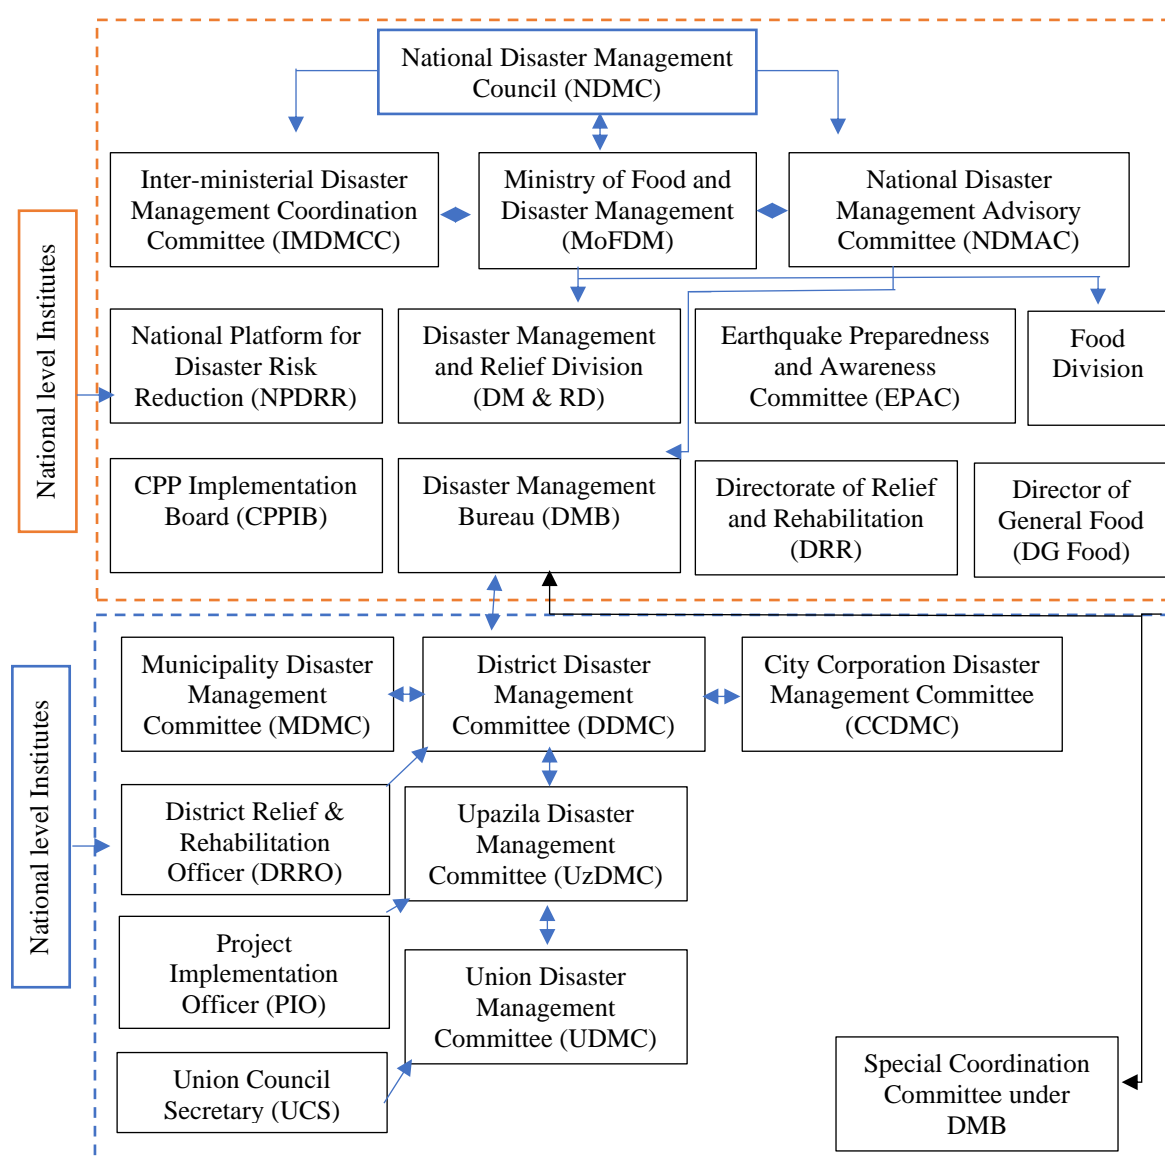 National Disaster Management
Council (NDMC)
Inter-ministerial Disaster
Management Coordination
Committee (IMDMCC)
Ministry of Food and
Disaster Management
(MoFDM)
National Disaster
Management Advisory
Committee (NDMAC)
National level Institutes
National Platform for
Disaster Risk
Reduction (NPDRR)
Disaster Management
and Relief Division
(DM & RD)
Earthquake Preparedness
and Awareness
Committee (EPAC)
Food
Division
CPP Implementation
Board (CPPIB)
Disaster Management
Bureau (DMB)
Directorate of Relief
and Rehabilitation
(DRR)
Director of
General Food
(DG Food)
National level Institutes
Municipality Disaster
Management
Committee (MDMC)
District Disaster
Management
Committee (DDMC)
City Corporation Disaster
Management Committee
(CCDMC)
District Relief &
Rehabilitation
Officer (DRRO)
Upazila Disaster
Management
Committee (UzDMC)
Project
Implementation
Officer (PIO)
Union Disaster
Management
Committee (UDMC)
Union Council
Secretary (UCS)
Special Coordination
Committee under
DMB